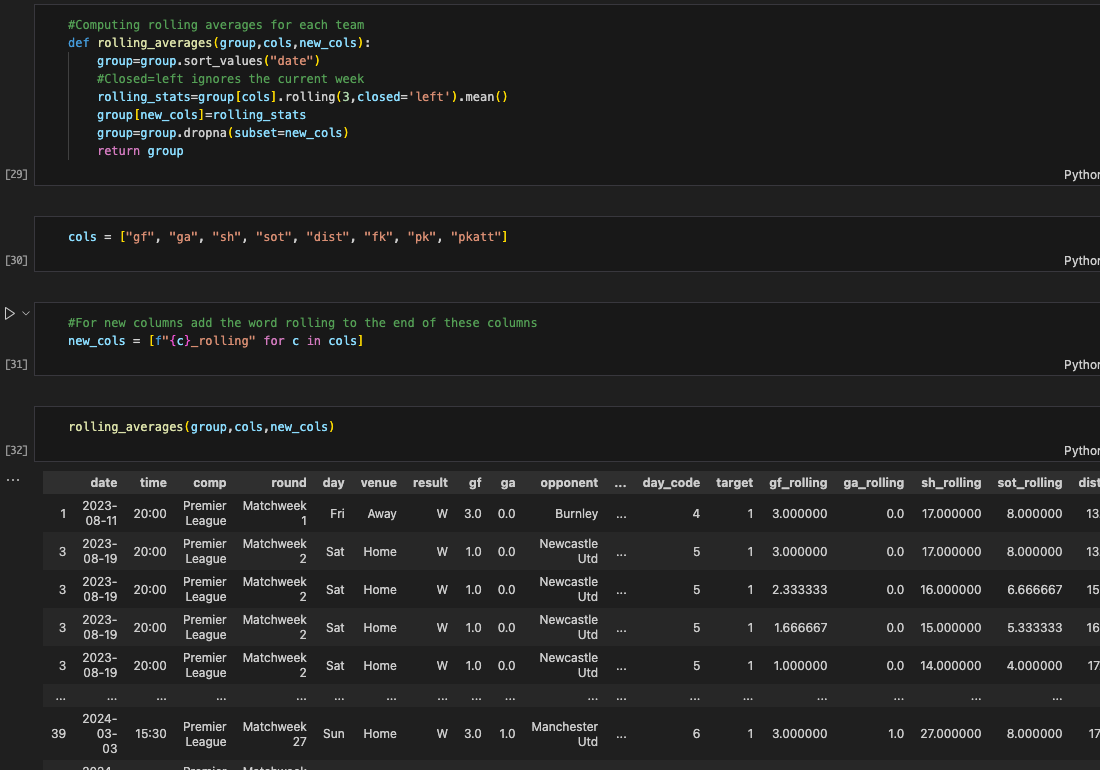 #Computing rolling averages for each team
def rolling_averages(group,cols,new_cols):
    group=group.sort_values("date")
    #Closed=left ignores the current week
    rolling_stats=group[cols].rolling(3,closed='left').mean()
    group[new_cols]=rolling_stats
    group=group.dropna(subset=new_cols)
    return group
[29]
Python
cols = ["gf", "ga", "sh", "sot", "dist", "fk", "pk", "pkatt"]
[30]
Python
#For new columns add the word rolling to the end of these columns
new_cols = [f"{c}_rolling" for c in cols]
[31]
Python
rolling_averages(group,cols,new_cols)
[32]
Python
... date time comp round day venue result gf ga opponent ... day_code target gf_rolling ga_rolling sh_rolling sot_rolling dist
1 2023-08-11 20:00 Premier League Matchweek 1 Fri Away W 3.0 0.0 Burnley ... 4 1 3.000000 0.0 17.000000 8.000000 13.
3 2023-08-19 20:00 Premier League Matchweek 2 Sat Home W 1.0 0.0 Newcastle Utd ... 5 1 3.000000 0.0 17.000000 8.000000 13.
3 2023-08-19 20:00 Premier League Matchweek 2 Sat Home W 1.0 0.0 Newcastle Utd ... 5 1 2.333333 0.0 16.000000 6.666667 15
3 2023-08-19 20:00 Premier League Matchweek 2 Sat Home W 1.0 0.0 Newcastle Utd ... 5 1 1.666667 0.0 15.000000 5.333333 16
3 2023-08-19 20:00 Premier League Matchweek 2 Sat Home W 1.0 0.0 Newcastle Utd ... 5 1 1.000000 0.0 14.000000 4.000000 17.
... ... ... ... ... ... ... ... ... ... ... ... ... ... ... ... ... ...
39 2024-03-03 15:30 Premier League Matchweek 27 Sun Home W 3.0 1.0 Manchester Utd ... 6 1 3.000000 1.0 27.000000 8.000000 17